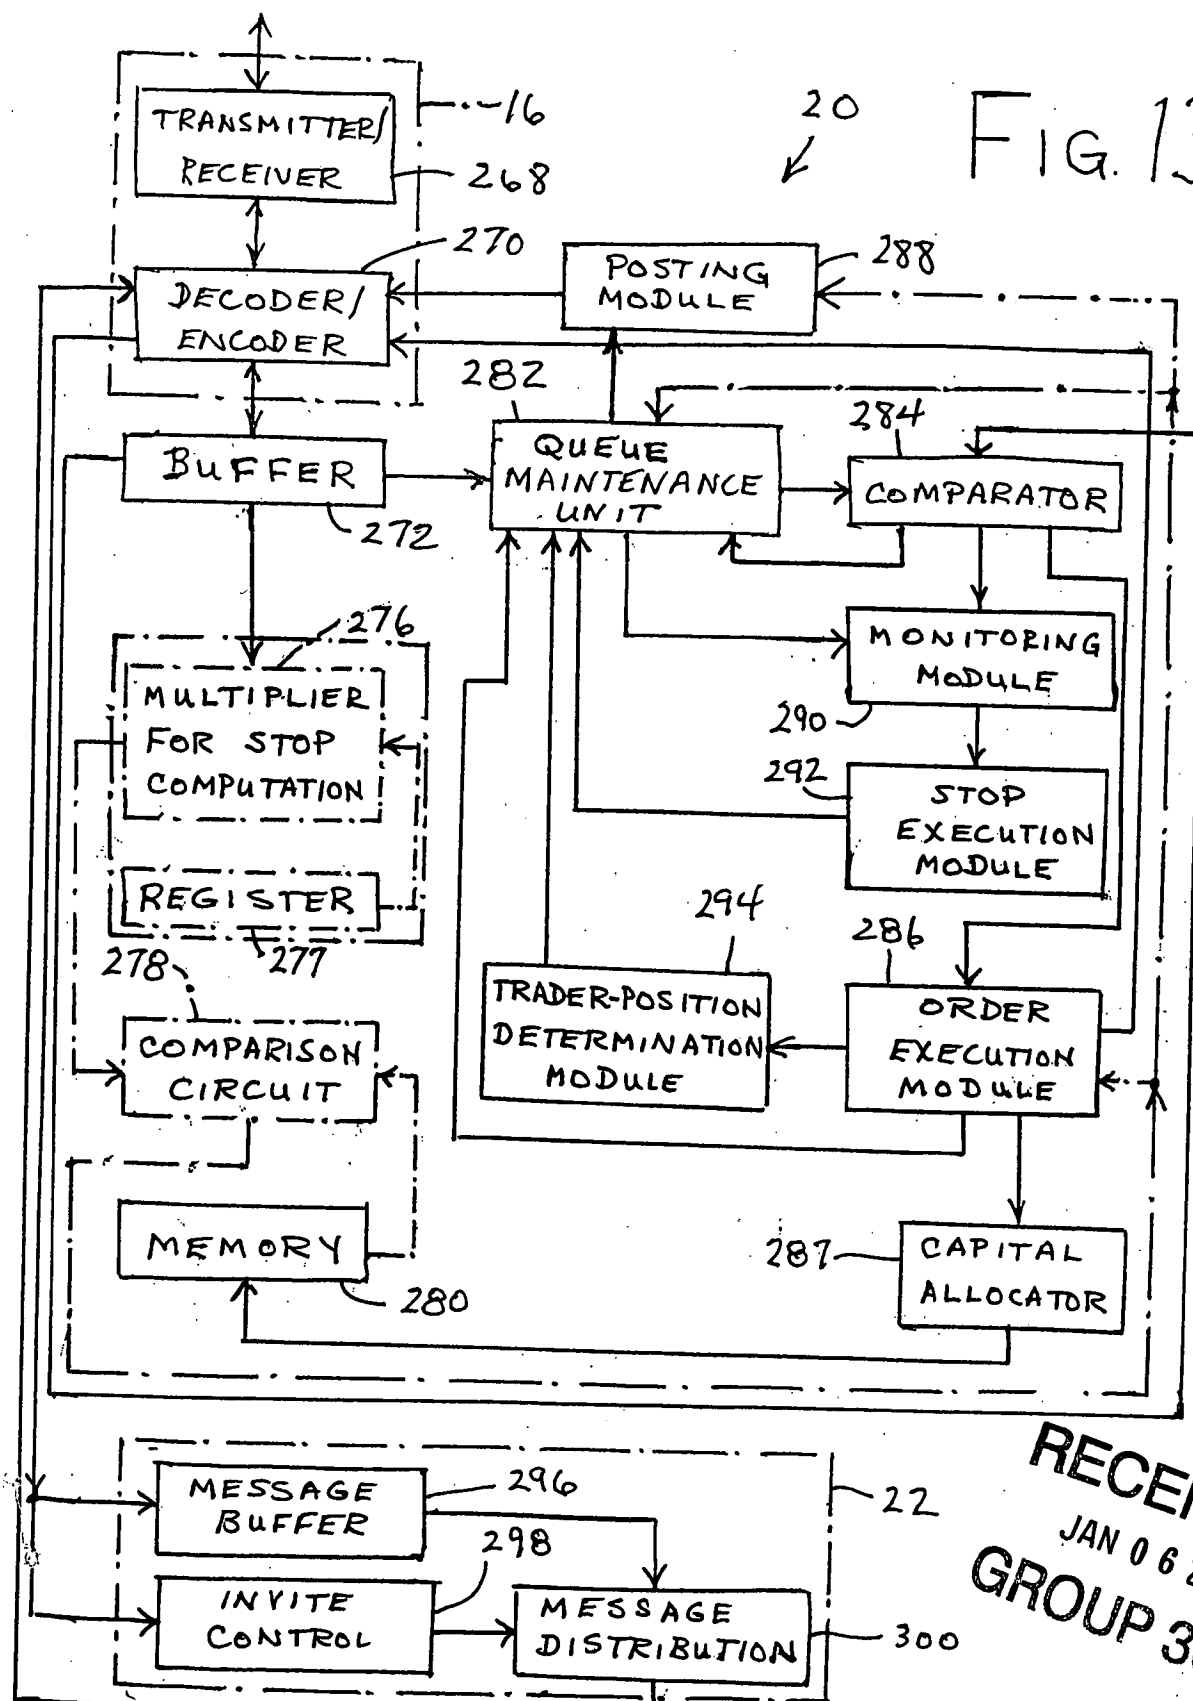 20
FIG. 13
16
TRANSMITTER/
RECEIVER
268
270
DECODER/
ENCODER
POSTING
MODULE
288
282
284
BUFFER
272
QUEUE
MAINTENANCE
UNIT
COMPARATOR
276
MULTIPLIER
FOR STOP
COMPUTATION
MONITORING
MODULE
290
292
STOP
EXECUTION
MODULE
REGISTER
277
278
294
286
TRADER-POSITION
DETERMINATION
MODULE
ORDER
EXECUTION
MODULE
COMPARISON
CIRCUIT
MEMORY
280
287
CAPITAL
ALLOCATOR
MESSAGE
BUFFER
296
22
298
INVITE
CONTROL
MESSAGE
DISTRIBUTION
300
JAN 06
GROUP